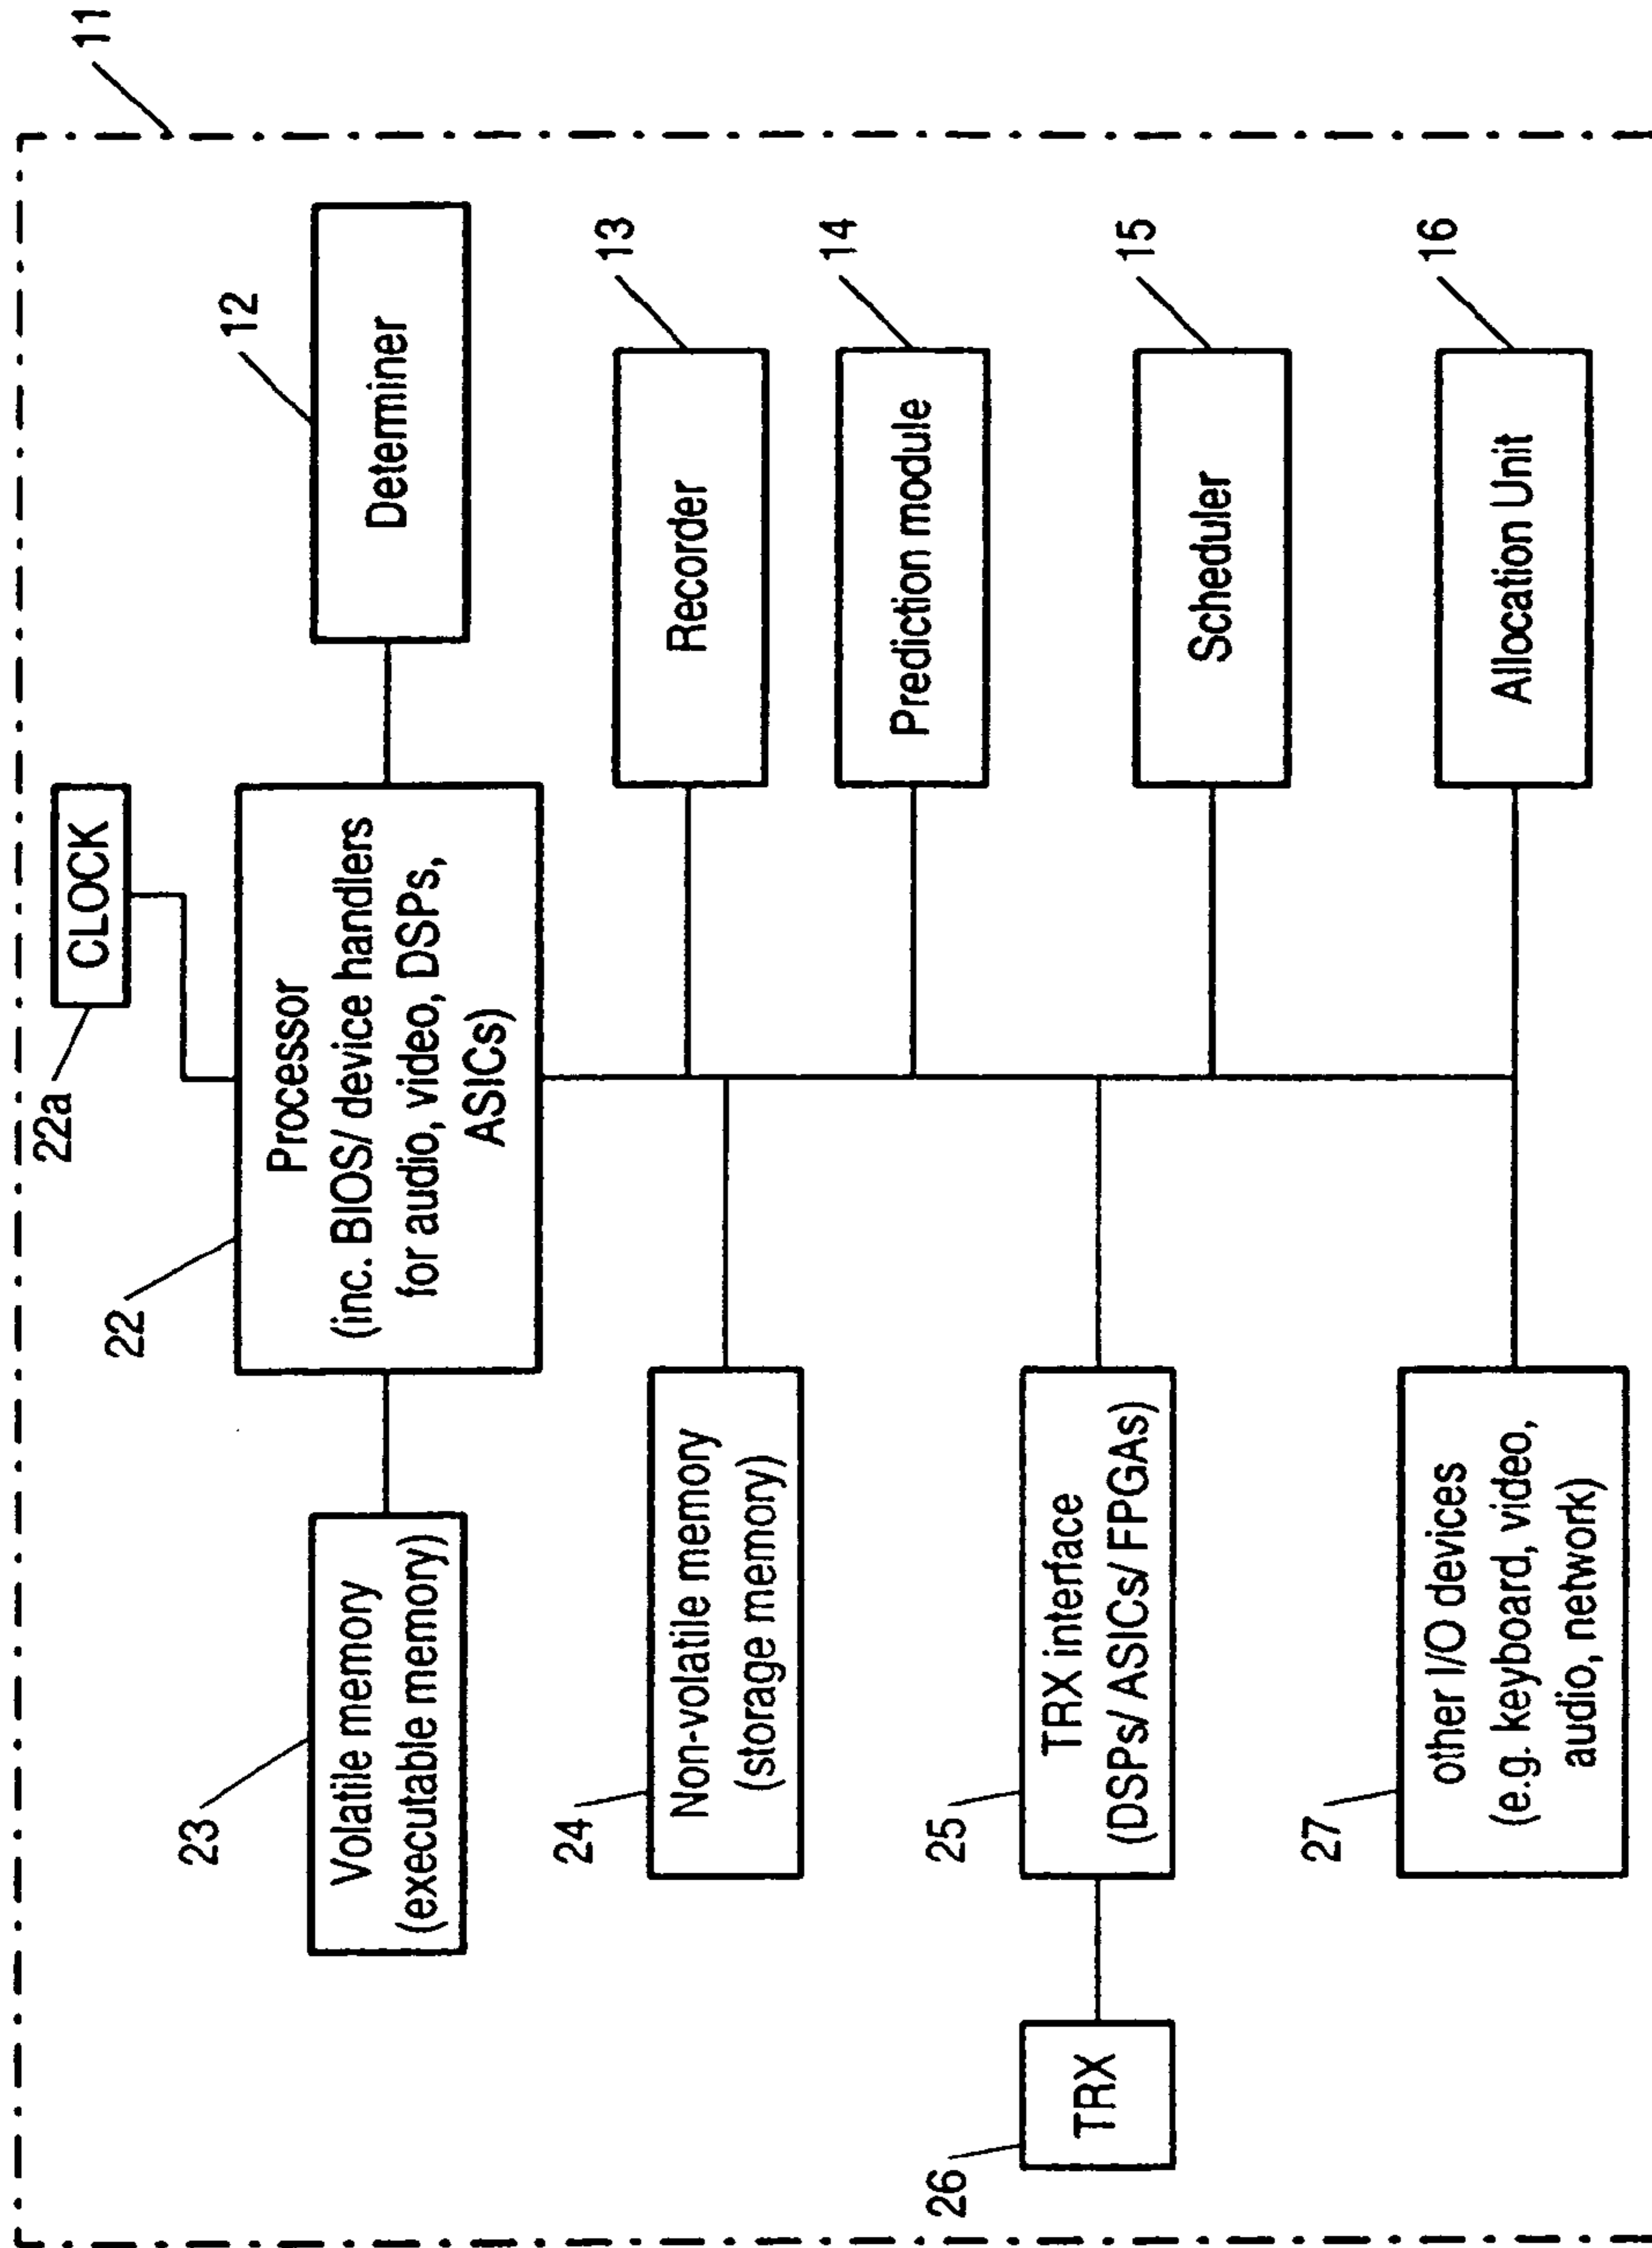 11
CLOCK
22a
12
Determiner
22
Processor
(inc. BIOS/ device handlers
for audio, video, DSPs,
ASICs)
23
Volatile memory
(executable memory)
13
Recorder
24
Non-volatile memory
(storage memory)
14
Prediction module
26
TRX
25
TRX interface
(DSPs/ ASICs/ FPGAs)
15
Scheduler
27
other I/O devices
(e.g. keyboard, video,
audio, network)
16
Allocation Unit